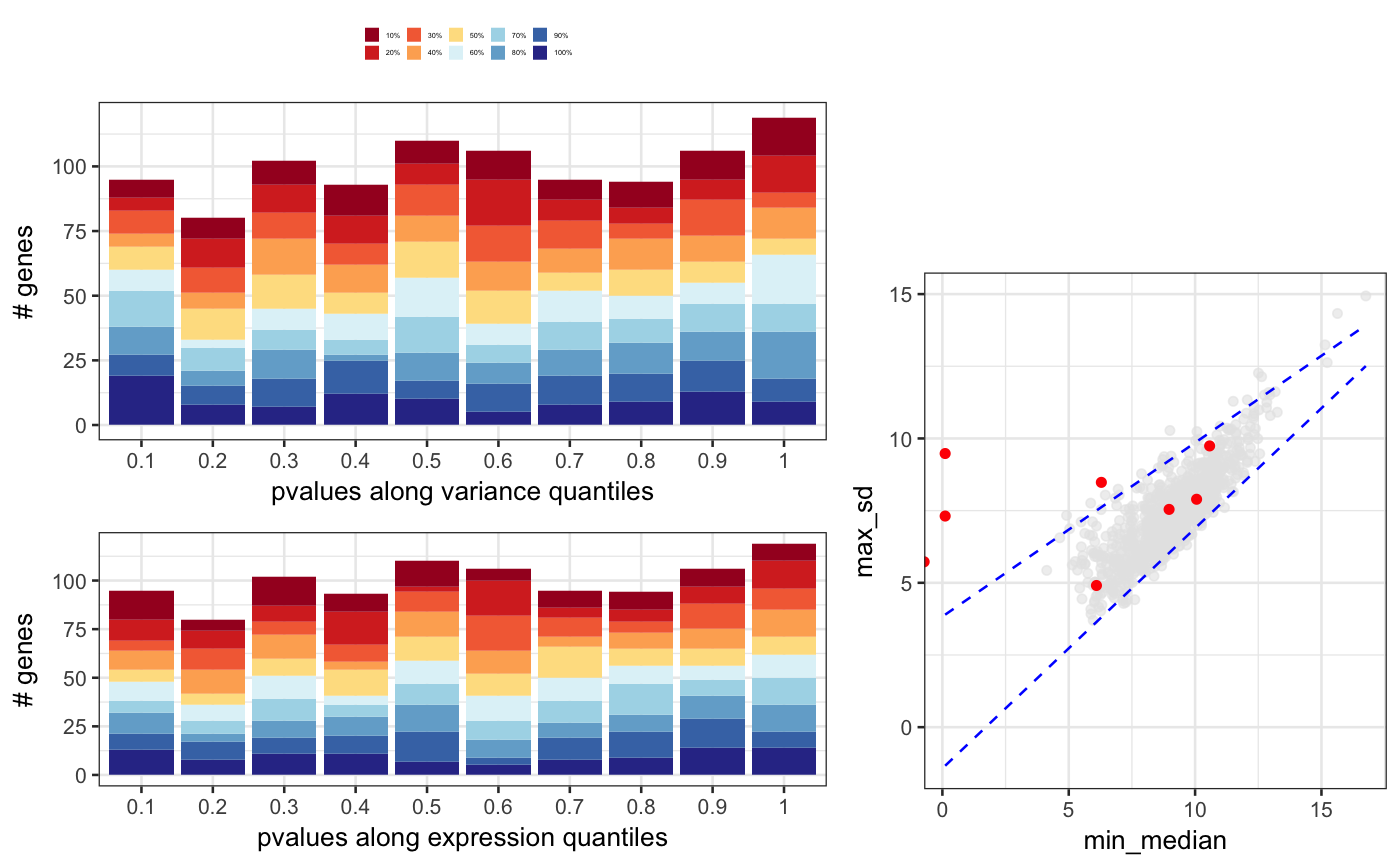 10% 30% 50% 70% 90%
20% 40% 60% 80% 100%
# genes
100
75
50
25
0
0.1 0.2 0.3 0.4 0.5 0.6 0.7 0.8 0.9 1
pvalues along variance quantiles
# genes
100
75
50
25
0
0.1 0.2 0.3 0.4 0.5 0.6 0.7 0.8 0.9 1
pvalues along expression quantiles
max_sd
15
10
5
0
0 5 10 15
min_median